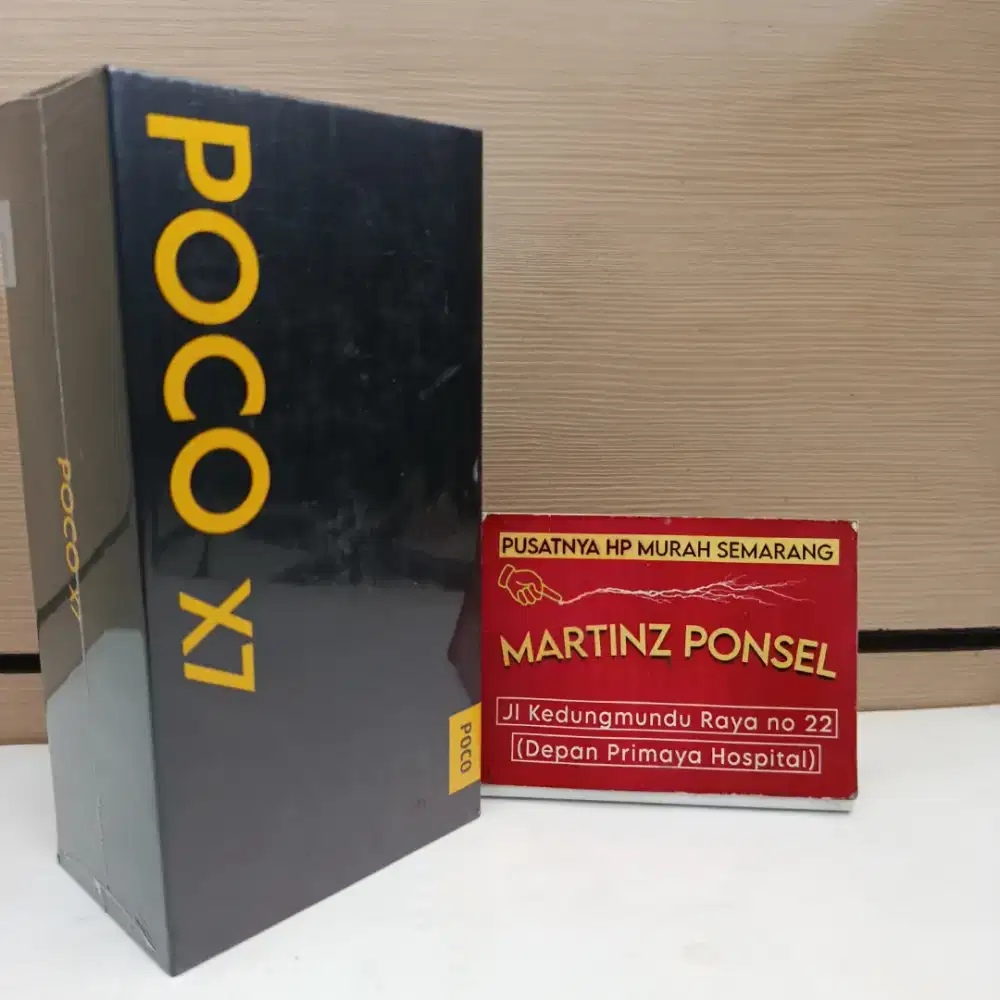 POCO X7
POCO X7
POCO
PUSATNYA HP MURAH SEMARANG
MARTINZ PONSEL
Jl Kedungmundu Raya no 22
(Depan Primaya Hospital)